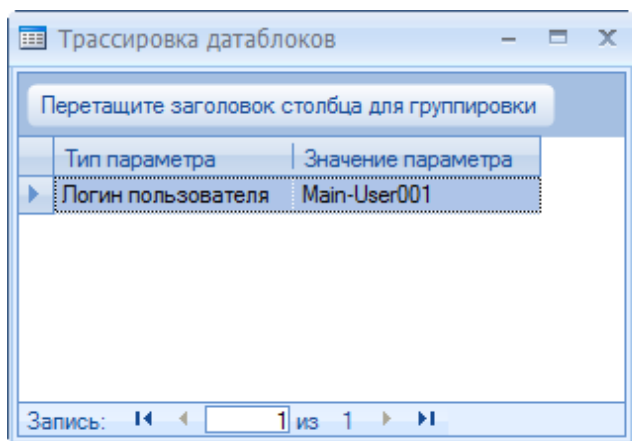 Трассировка датаблоков
Перетащите заголовок столбца для группировки
Тип параметра Значение параметра
Логин пользователя Main-User001
Запись: 1 из 1